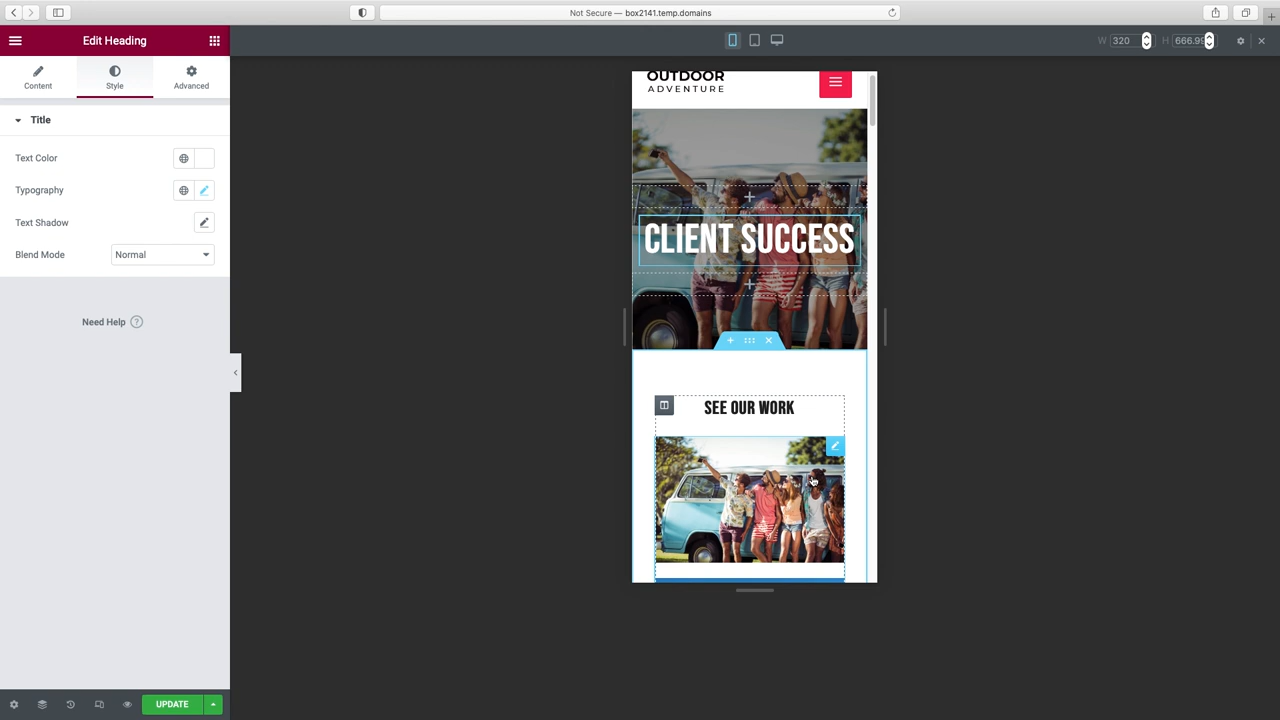 Not Secure — box2141.temp.domains
Edit Heading
W 320 H 666.99
Content Style Advanced
OUTDOOR
ADVENTURE
Title
Text Color
Typography
Text Shadow
Blend Mode Normal
CLIENT SUCCESS
Need Help ?
SEE OUR WORK
UPDATE